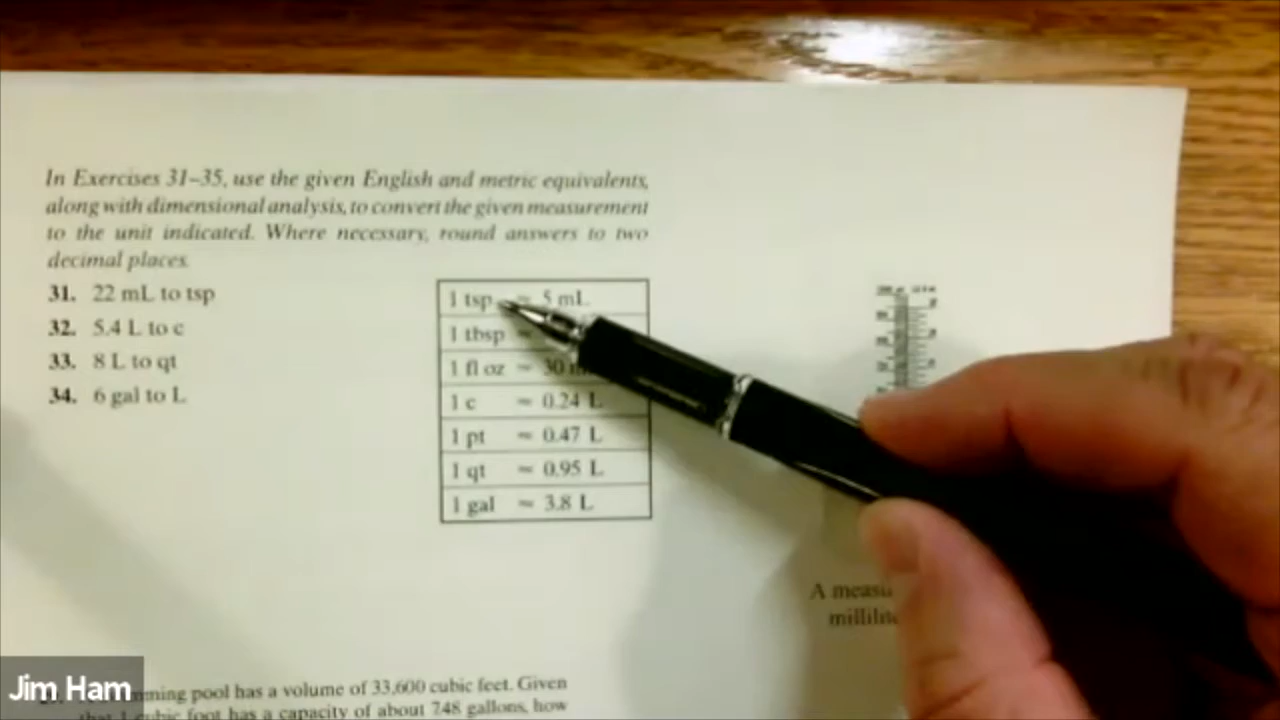 In Exercises 31–35, use the given English and metric equivalents,
along with dimensional analysis, to convert the given measurement
to the unit indicated. Where necessary, round answers to two
decimal places.
31. 22 mL to tsp
32. 5.4 L to c
33. 8 L to qt
34. 6 gal to L
1 tsp ≈ 5 mL
1 tbsp ≈
1 fl oz ≈ 30
1 c ≈ 0.24 L
1 pt ≈ 0.47 L
1 qt ≈ 0.95 L
1 gal ≈ 3.8 L
A
pool has a volume of 33,600 cubic feet. Given
that 1 cubic foot has a capacity of about 7.48 gallons, how
Jim Ham